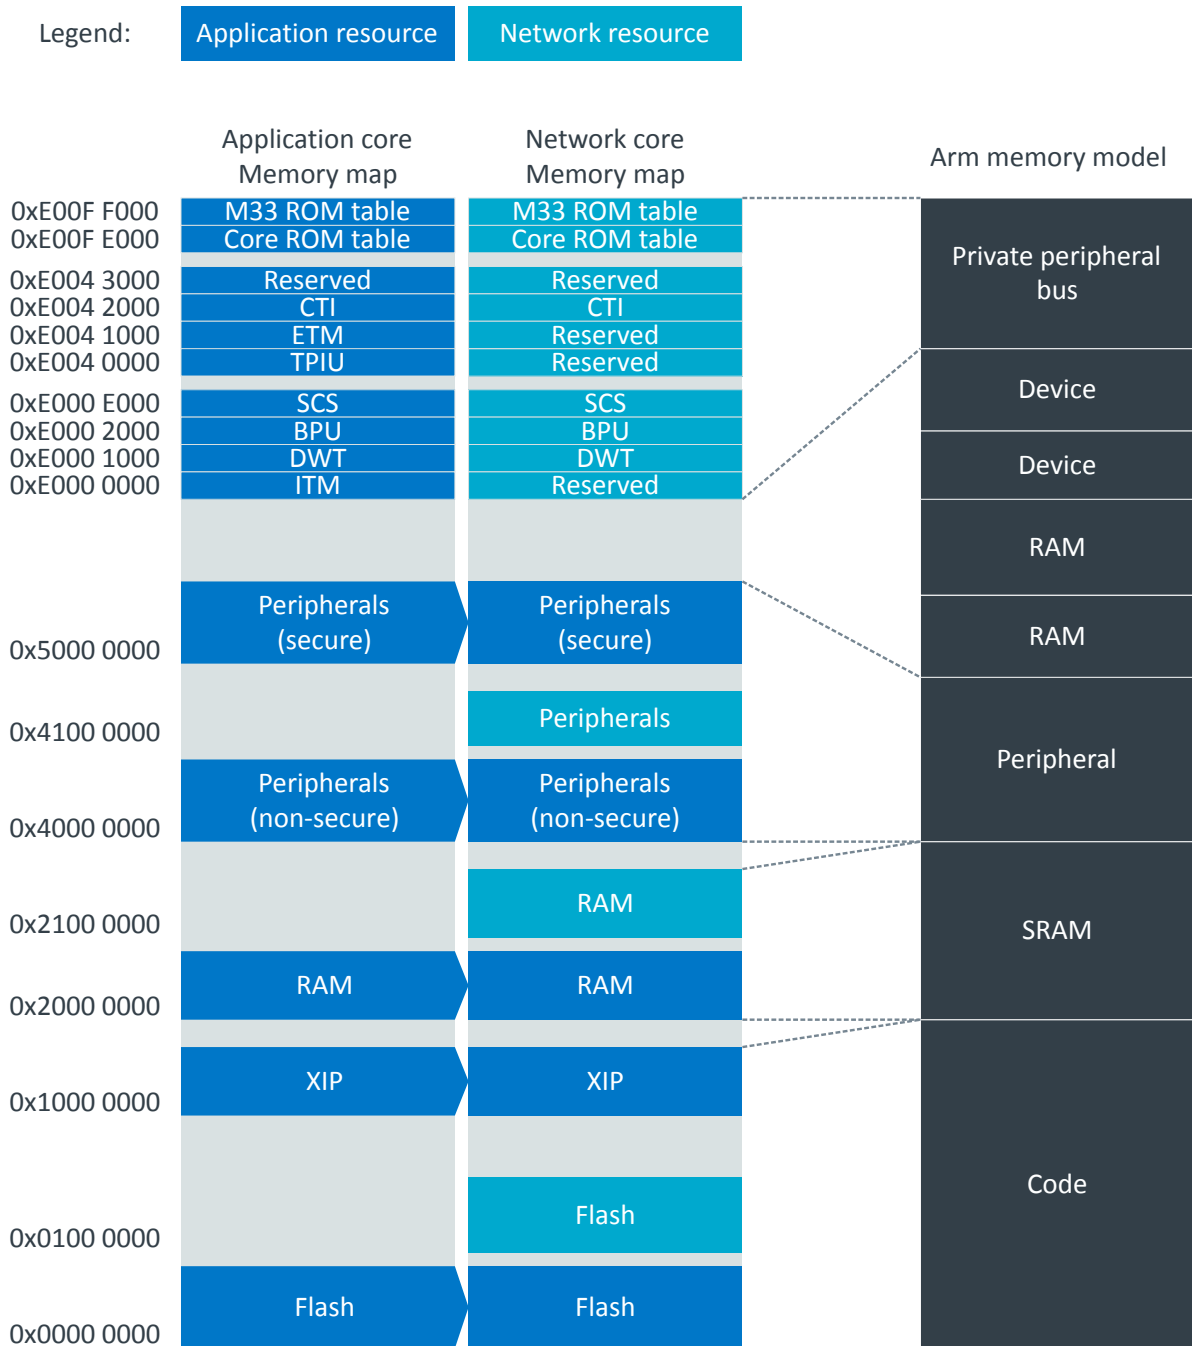 Legend:
Application resource
Network resource
Application core
Memory map
Network core
Memory map
Arm memory model
0xE00F F000
M33 ROM table
M33 ROM table
0xE00F E000
Core ROM table
Core ROM table
Private peripheral
bus
0xE004 3000
Reserved
Reserved
0xE004 2000
CTI
CTI
0xE004 1000
ETM
Reserved
0xE004 0000
TPIU
Reserved
Device
0xE000 E000
SCS
SCS
0xE000 2000
BPU
BPU
0xE000 1000
DWT
DWT
Device
0xE000 0000
ITM
Reserved
RAM
Peripherals
(secure)
Peripherals
(secure)
RAM
0x5000 0000
Peripherals
0x4100 0000
Peripheral
Peripherals
(non-secure)
Peripherals
(non-secure)
0x4000 0000
RAM
0x2100 0000
SRAM
RAM
RAM
0x2000 0000
XIP
XIP
0x1000 0000
Code
Flash
0x0100 0000
Flash
Flash
0x0000 0000